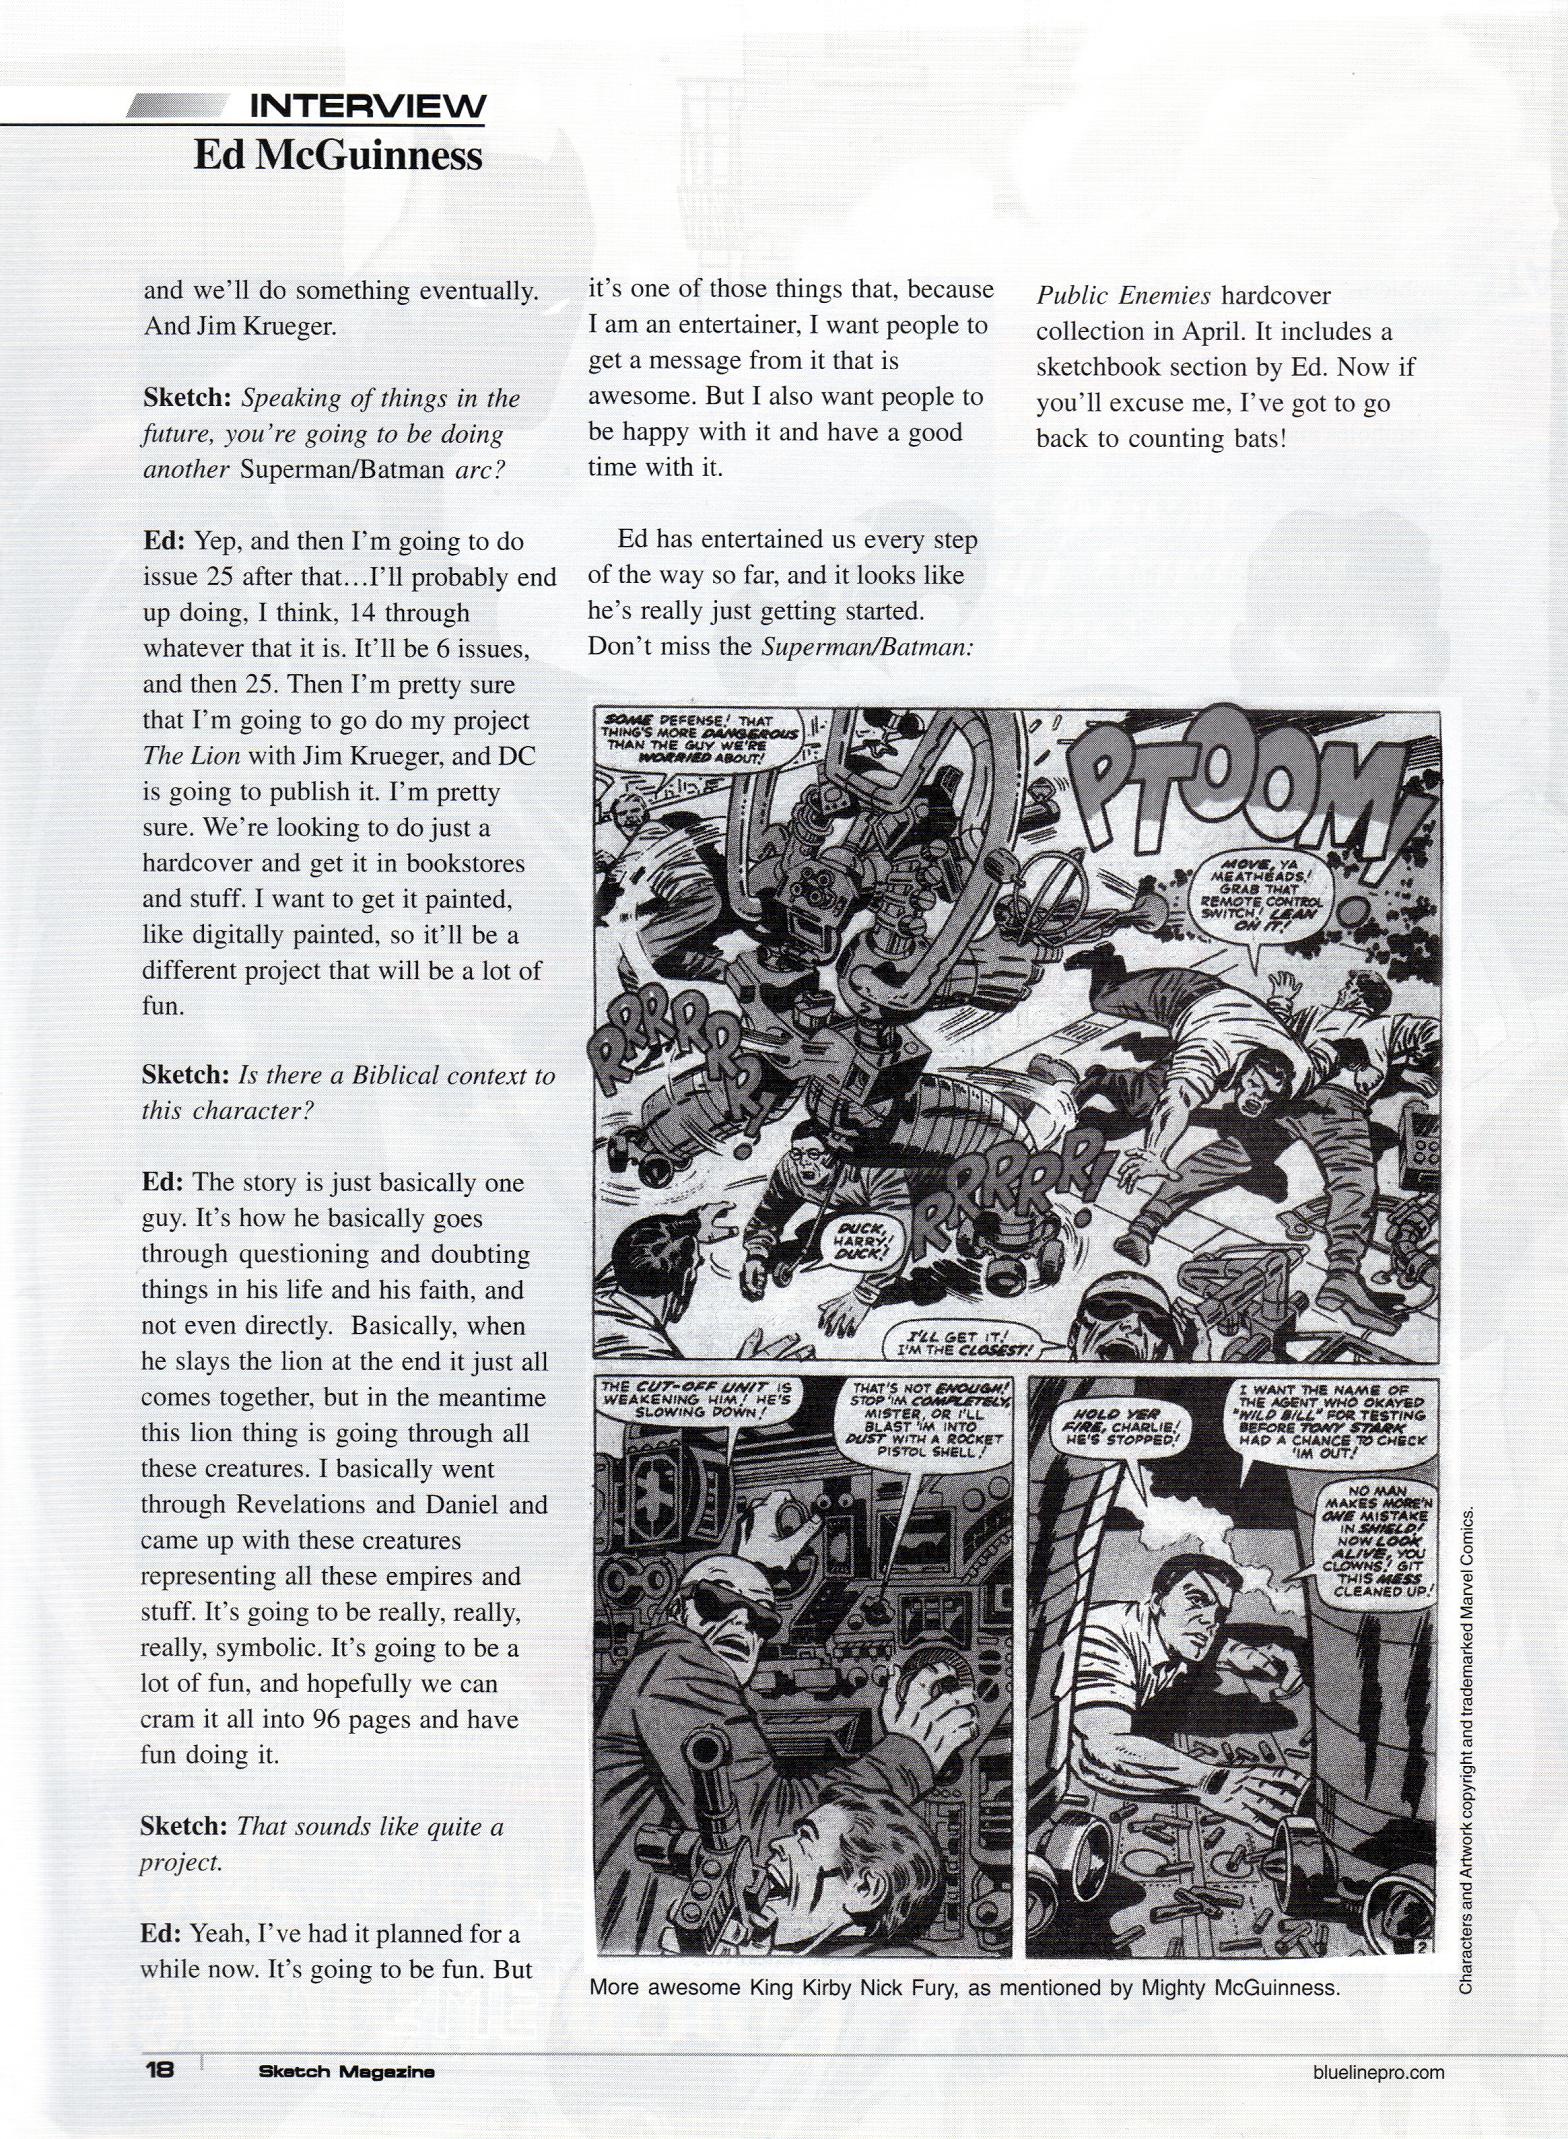 INTERVIEW
Ed McGuinness
and we'll do something eventually.
And Jim Krueger.
Sketch: Speaking of things in the
future, you're going to be doing
another Superman/Batman arc?
Ed: Yep, and then I'm going to do
issue 25 after that…I'll probably end
up doing, I think, 14 through
whatever that it is. It'll be 6 issues,
and then 25. Then I'm pretty sure
that I'm going to go do my project
The Lion with Jim Krueger, and DC
is going to publish it. I'm pretty
sure. We're looking to do just a
hardcover and get it in bookstores
and stuff. I want to get it painted,
like digitally painted, so it'll be a
different project that will be a lot of
fun.
Sketch: Is there a Biblical context to
this character?
Ed: The story is just basically one
guy. It's how he basically goes
through questioning and doubting
things in his life and his faith, and
not even directly.  Basically, when
he slays the lion at the end it just all
comes together, but in the meantime
this lion thing is going through all
these creatures. I basically went
through Revelations and Daniel and
came up with these creatures
representing all these empires and
stuff. It's going to be really, really,
really, symbolic. It's going to be a
lot of fun, and hopefully we can
cram it all into 96 pages and have
fun doing it.
Sketch: That sounds like quite a
project.
Ed: Yeah, I've had it planned for a
while now. It's going to be fun. But
it's one of those things that, because
I am an entertainer, I want people to
get a message from it that is
awesome. But I also want people to
be happy with it and have a good
time with it.
Ed has entertained us every step
of the way so far, and it looks like
he's really just getting started.
Don't miss the Superman/Batman:
Public Enemies hardcover
collection in April. It includes a
sketchbook section by Ed. Now if
you'll excuse me, I've got to go
back to counting bats!
SOME DEFENSE! THAT
THING'S MORE DANGEROUS
THAN THE GUY WE'RE
WORRIED ABOUT!
PTOOM!
MOVE, YA
MEATHEADS!
GRAB THAT
REMOTE CONTROL
SWITCH! LEAN
ON IT!
RRRRRR!
DUCK,
HARRY!
DUCK!
RRRRR!
I'LL GET IT!
I'M THE CLOSEST!
THE CUT-OFF UNIT IS
WEAKENING HIM! HE'S
SLOWING DOWN!
THAT'S NOT ENOUGH!
STOP 'IM COMPLETELY,
MISTER, OR I'LL
BLAST 'IM INTO
DUST WITH A ROCKET
PISTOL SHELL!
HOLD YER
FIRE, CHARLIE!
HE'S STOPPED!
I WANT THE NAME OF
THE AGENT WHO OKAYED
"WILD BILL" FOR TESTING
BEFORE TONY STARK
HAD A CHANCE TO CHECK
'IM OUT!
NO MAN
MAKES MORE'N
ONE MISTAKE
IN SHIELD!
NOW LOOK
ALIVE, YOU
CLOWNS! GIT
THIS MESS
CLEANED UP!
2
Characters and Artwork copyright and trademarked Marvel Comics.
More awesome King Kirby Nick Fury, as mentioned by Mighty McGuinness.
18
Sketch Magazine
bluelinepro.com